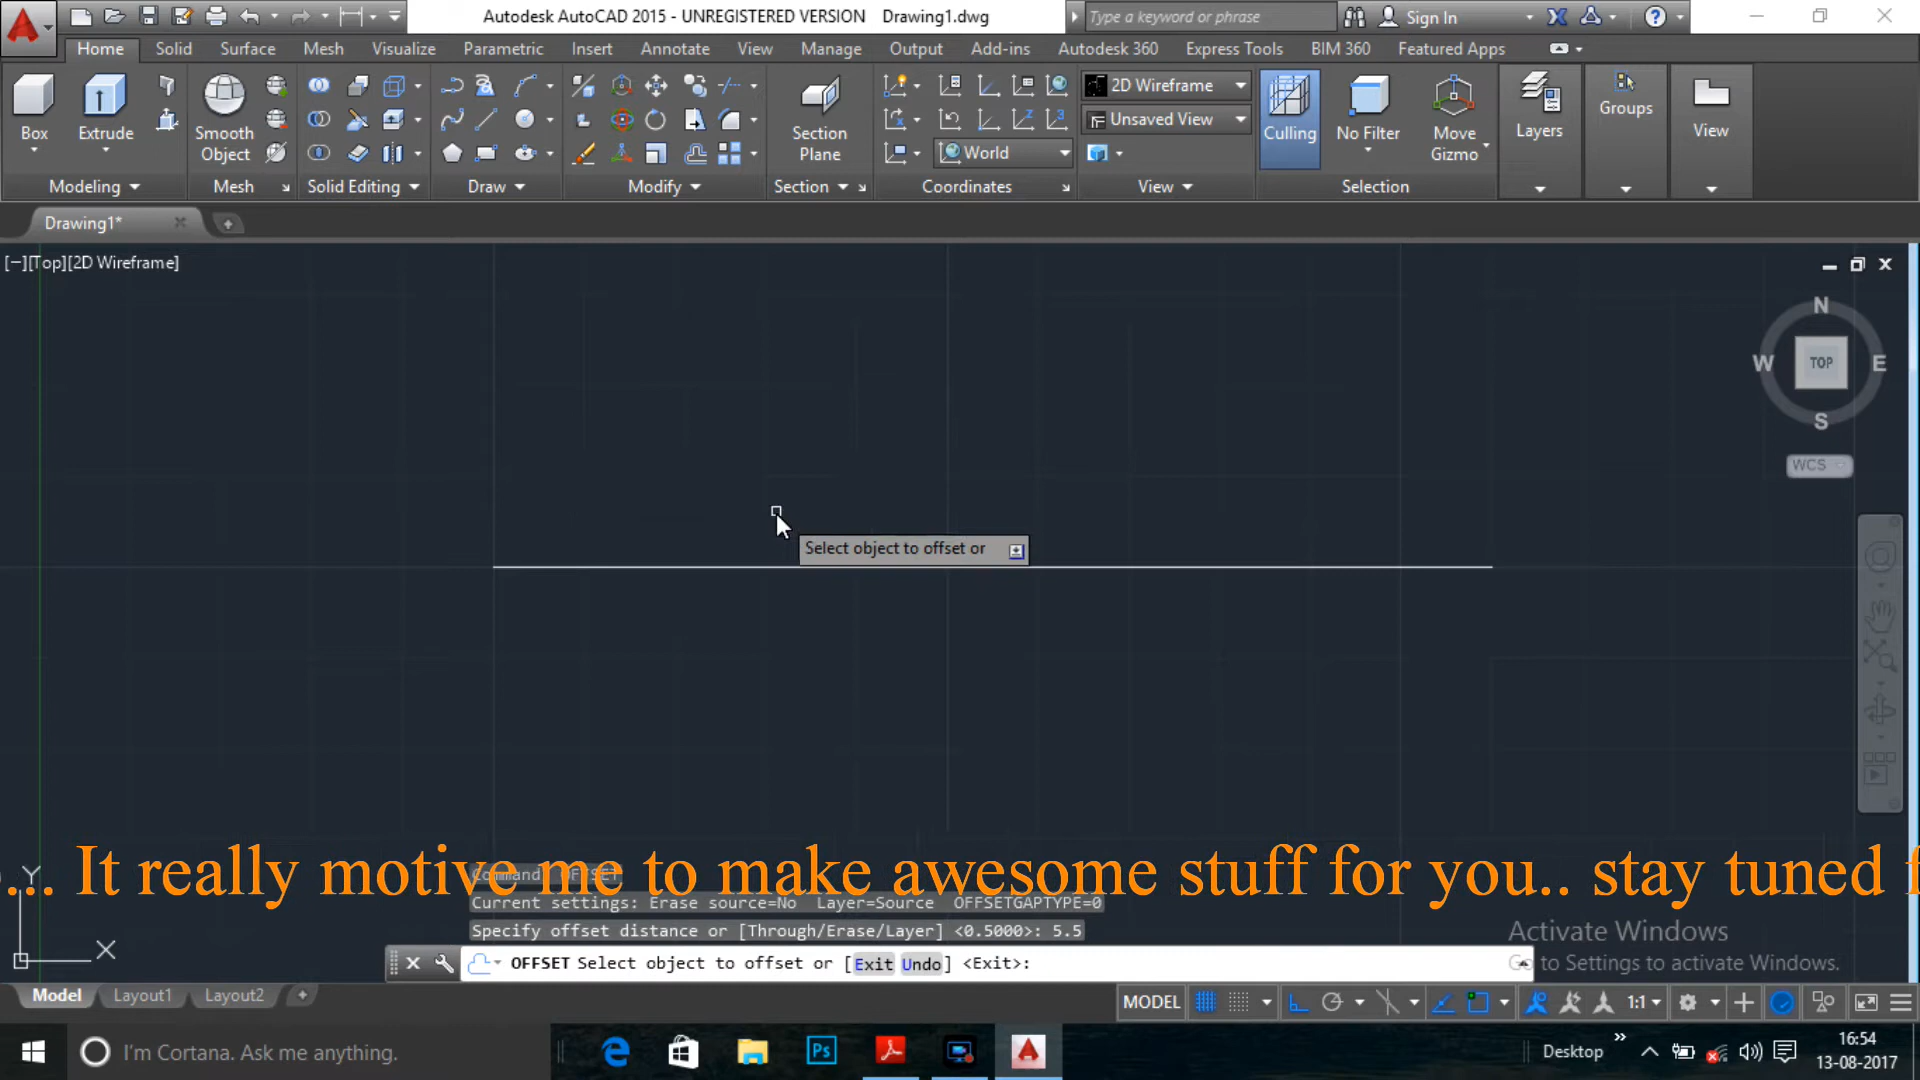 Autodesk AutoCAD 2015 - UNREGISTERED VERSION Drawing1.dwg
Type a keyword or phrase
Sign In
Home Solid Surface Mesh Visualize Parametric Insert Annotate View Manage Output Add-ins Autodesk 360 Express Tools BIM 360 Featured Apps
Box
Extrude
Smooth
Object
Section
Plane
World
2D Wireframe
Unsaved View
Culling
No Filter
Move
Gizmo
Layers
Groups
View
Modeling
Mesh
Solid Editing
Draw
Modify
Section
Coordinates
View
Selection
Drawing1*
[−][Top][2D Wireframe]
N
W
TOP
E
S
WCS
Select object to offset or
.... It really motive me to make awesome stuff for you.. stay tuned f
Command OFFSET
Current settings: Erase source=No Layer=Source OFFSETGAPTYPE=0
Specify offset distance or [Through/Erase/Layer] <0.5000>: 5.5
OFFSET Select object to offset or [Exit Undo] <Exit>:
Y
X
Activate Windows
Go to Settings to activate Windows.
Model Layout1 Layout2
MODEL
1:1
I'm Cortana. Ask me anything.
Ps
Desktop
16:54
13-08-2017